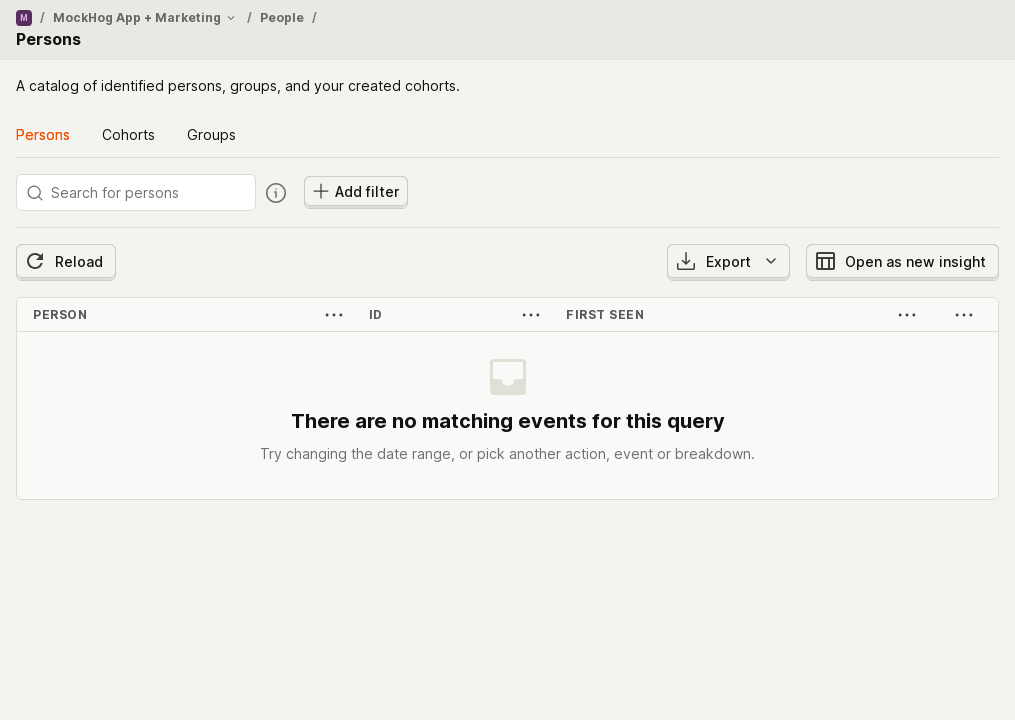 M / MockHog App + Marketing / People /
Persons
A catalog of identified persons, groups, and your created cohorts.
Persons Cohorts Groups
Search for persons Add filter
Reload Export Open as new insight
PERSON ID FIRST SEEN
There are no matching events for this query
Try changing the date range, or pick another action, event or breakdown.